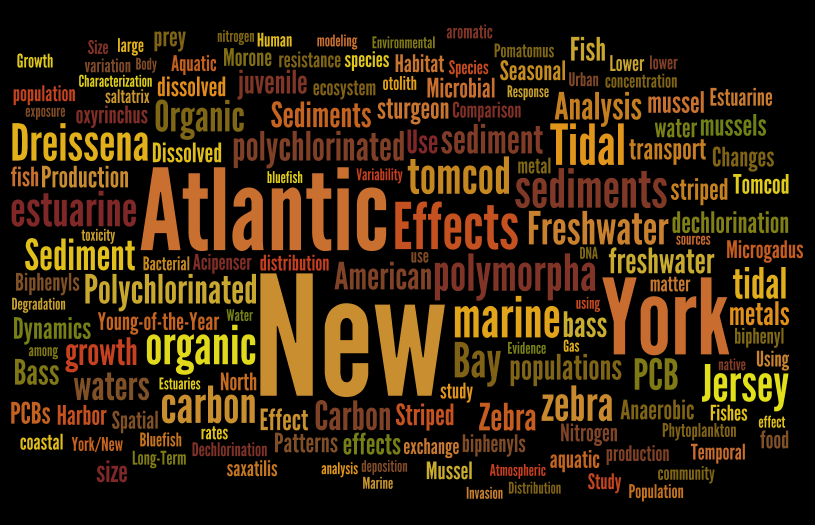 aromatic
nitrogen Human modeling Environmental
Size large prey Pomatomus Fish
Growth variation Body Aquatic Morone resistance species Habitat Species Seasonal Lower lower
Characterization dissolved juvenile ecosystem otolith Microbial Response Urban concentration
population saltatrix
exposure oxyrinchus Organic Sediments sturgeon Comparison Analysis mussel Estuarine
Dreissena Dissolved polychlorinated Use sediment Tidal transport water mussels
Changes
fish Production bluefish Variability tomcod metal sediments striped Tomcod
estuarine Atlantic Effects Freshwater dechlorination
toxicity sources
Sediment Bacterial Acipenser distribution use DNA freshwater Microgadus
American polymorpha
Biphenyls Polychlorinated matter tidal
Degradation New using York
Dynamics Young-of-the-Year Water marine bass metals
among growth organic Evidence Gas biphenyl
Bass Bay populations PCB native Using
waters Estuaries North study Jersey
PCBs Harbor Spatial carbon Effect Carbon Striped Zebra zebra Anaerobic Fishes effect
coastal York/New Bluefish rates Nitrogen Phytoplankton food
Long-Term Dechlorination Patterns effects exchange biphenyls production Temporal
size saxatilis analysis deposition Mussel Atmospheric aquatic community
Marine Invasion Distribution Study Population